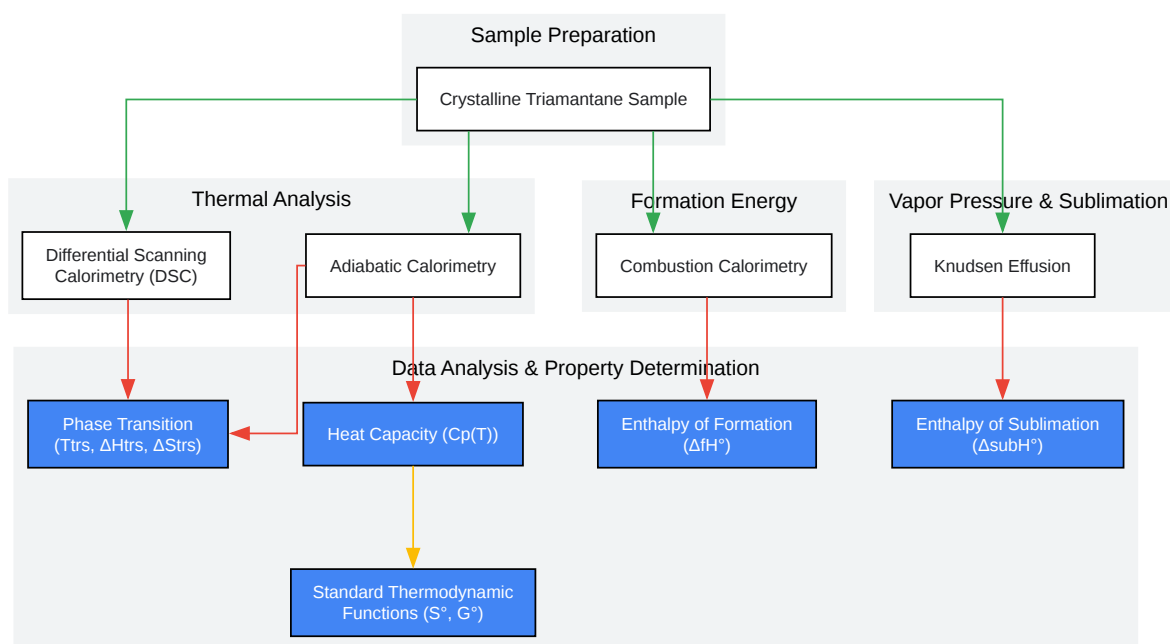 Sample Preparation
Crystalline Triamantane Sample
Thermal Analysis
Formation Energy
Vapor Pressure & Sublimation
Differential Scanning
Calorimetry (DSC)
Adiabatic Calorimetry
Combustion Calorimetry
Knudsen Effusion
Data Analysis & Property Determination
Phase Transition
(Ttrs, ΔHtrs, ΔStrs)
Heat Capacity (Cp(T))
Enthalpy of Formation
(ΔfH°)
Enthalpy of Sublimation
(ΔsubH°)
Standard Thermodynamic
Functions (S°, G°)